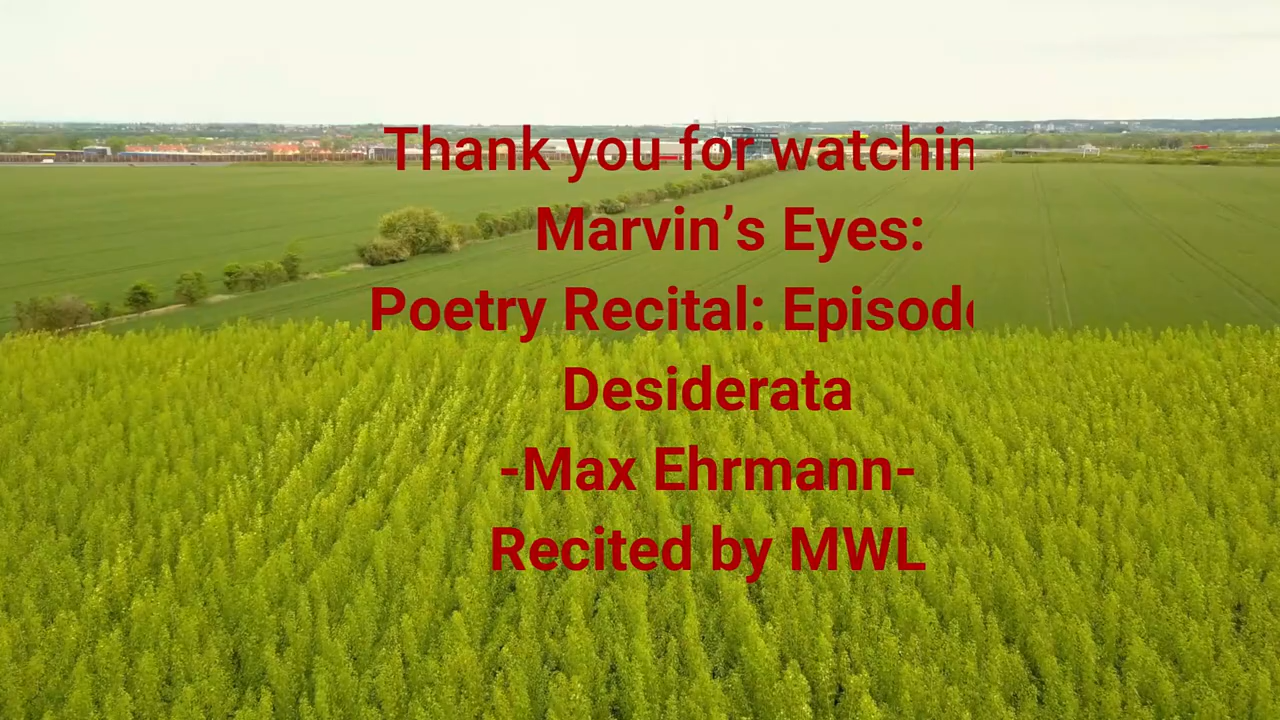 Thank you for watchin
Marvin’s Eyes:
Poetry Recital: Episod
Desiderata
-Max Ehrmann-
Recited by MWL